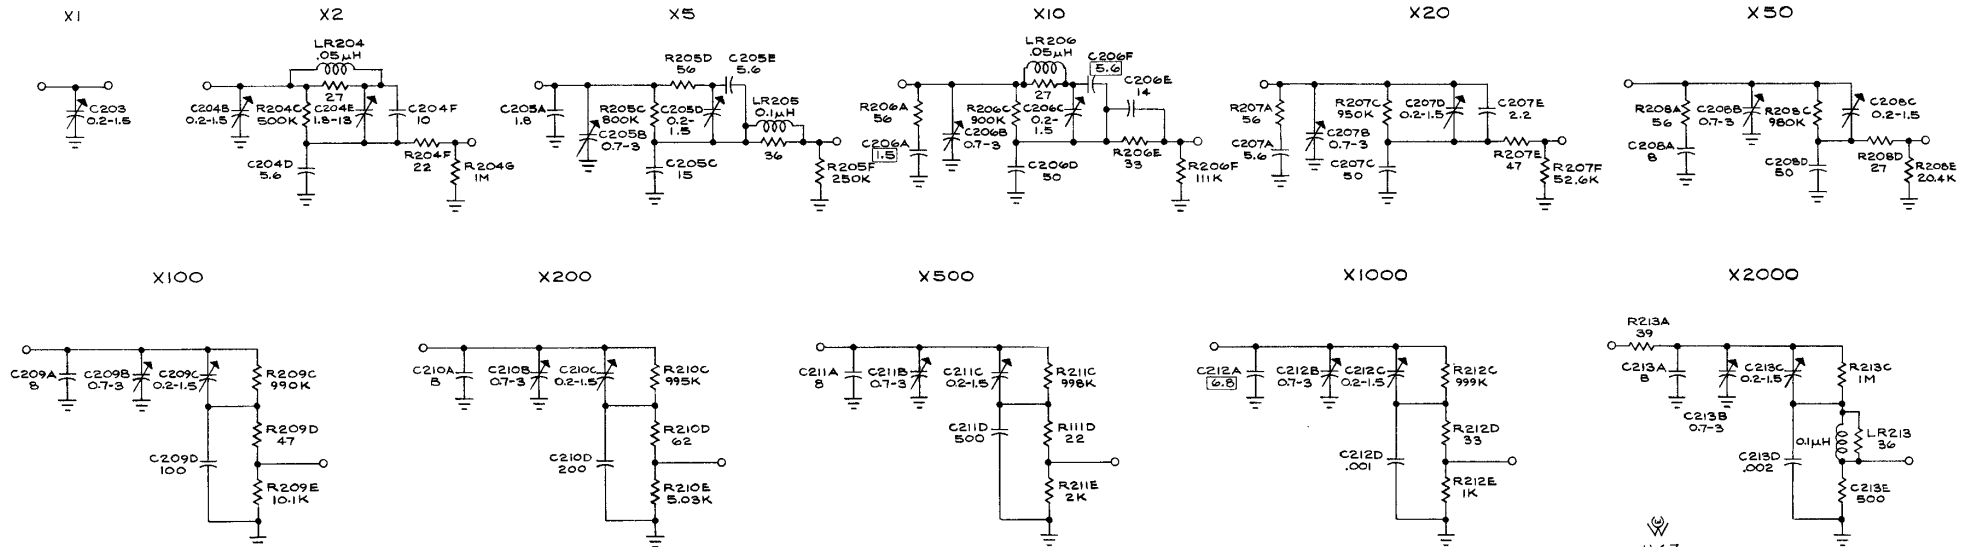 X1
X2
X5
X10
X20
X50
C203
0.2-1.5
LR204
.05µH
27
C204B
0.2-1.5
R204C
500K
C204E
1.8-13
C204F
10
R204F
22
R204G
1M
C204D
5.6
C205A
1.8
R205D
56
C205E
5.6
R205C
800K
C205B
0.7-3
C205D
0.2-
1.5
LR205
0.1µH
36
C205C
15
R205F
250K
LR206
.05µH
27
C206F
5.6
C206E
14
R206A
56
C206A
1.5
R206C
900K
C206B
0.7-3
C206C
0.2-
1.5
R206E
33
C206D
50
R206F
111K
R207A
56
C207A
5.6
C207B
0.7-3
R207C
950K
C207C
50
C207D
0.2-1.5
C207E
2.2
R207E
47
R207F
52.6K
R208A
56
C208A
8
C208B
0.7-3
R208C
980K
C208C
0.2-1.5
C208D
50
R208D
27
R208E
20.4K
X100
X200
X500
X1000
X2000
C209A
8
C209B
0.7-3
C209C
0.2-1.5
R209C
990K
R209D
47
C209D
100
R209E
10.1K
C210A
8
C210B
0.7-3
C210C
0.2-1.5
R210C
995K
R210D
62
C210D
200
R210E
5.03K
C211A
8
C211B
0.7-3
C211C
0.2-1.5
R211C
998K
C211D
500
R111D
22
R211E
2K
C212A
6.8
C212B
0.7-3
C212C
0.2-1.5
R212C
999K
R212D
33
C212D
.001
R212E
1K
R213A
39
C213A
8
C213B
0.7-3
C213C
0.2-1.5
R213C
1M
0.1µH
LR213
36
C213D
.002
C213E
500